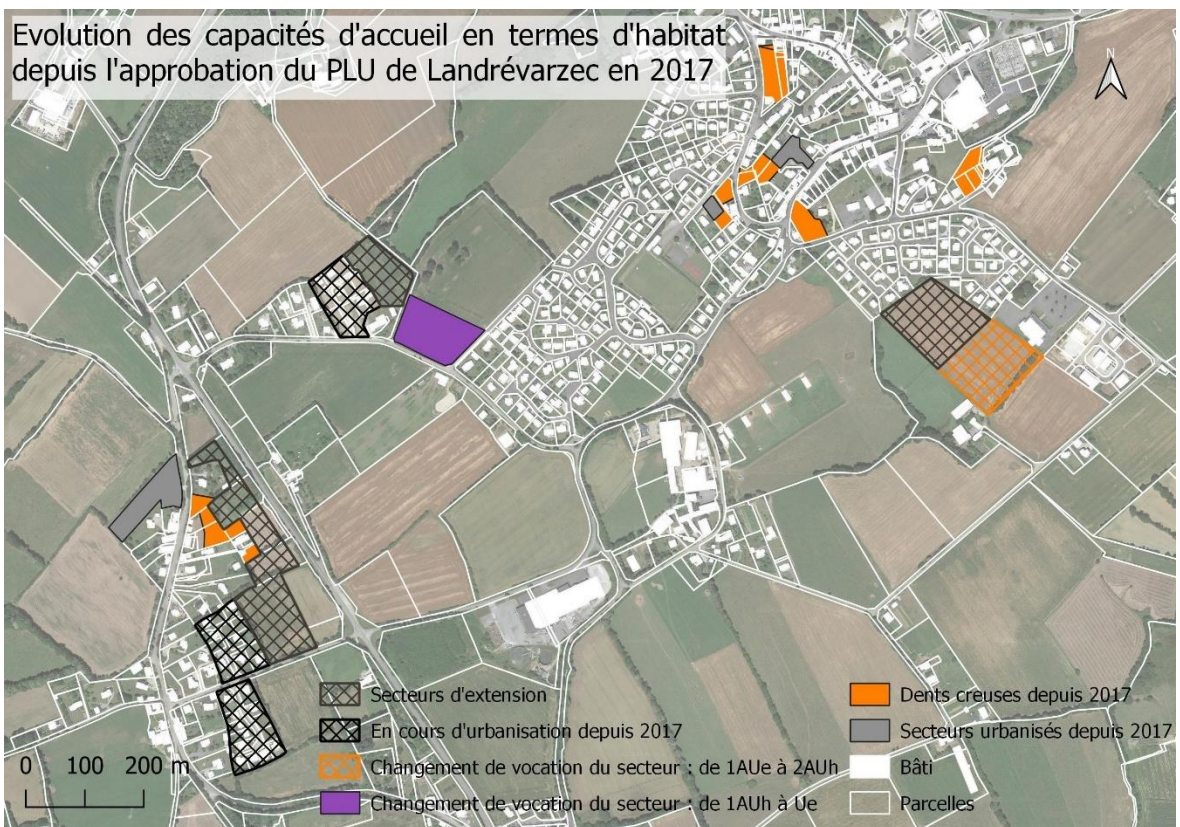 Evolution des capacités d'accueil en termes d'habitat
depuis l'approbation du PLU de Landrévarzec en 2017
N
Secteurs d'extension
En cours d'urbanisation depuis 2017
Changement de vocation du secteur : de 1AUe à 2AUh
Changement de vocation du secteur : de 1AUh à Ue
Dents creuses depuis 2017
Secteurs urbanisés depuis 2017
Bâti
Parcelles
0 100 200 m